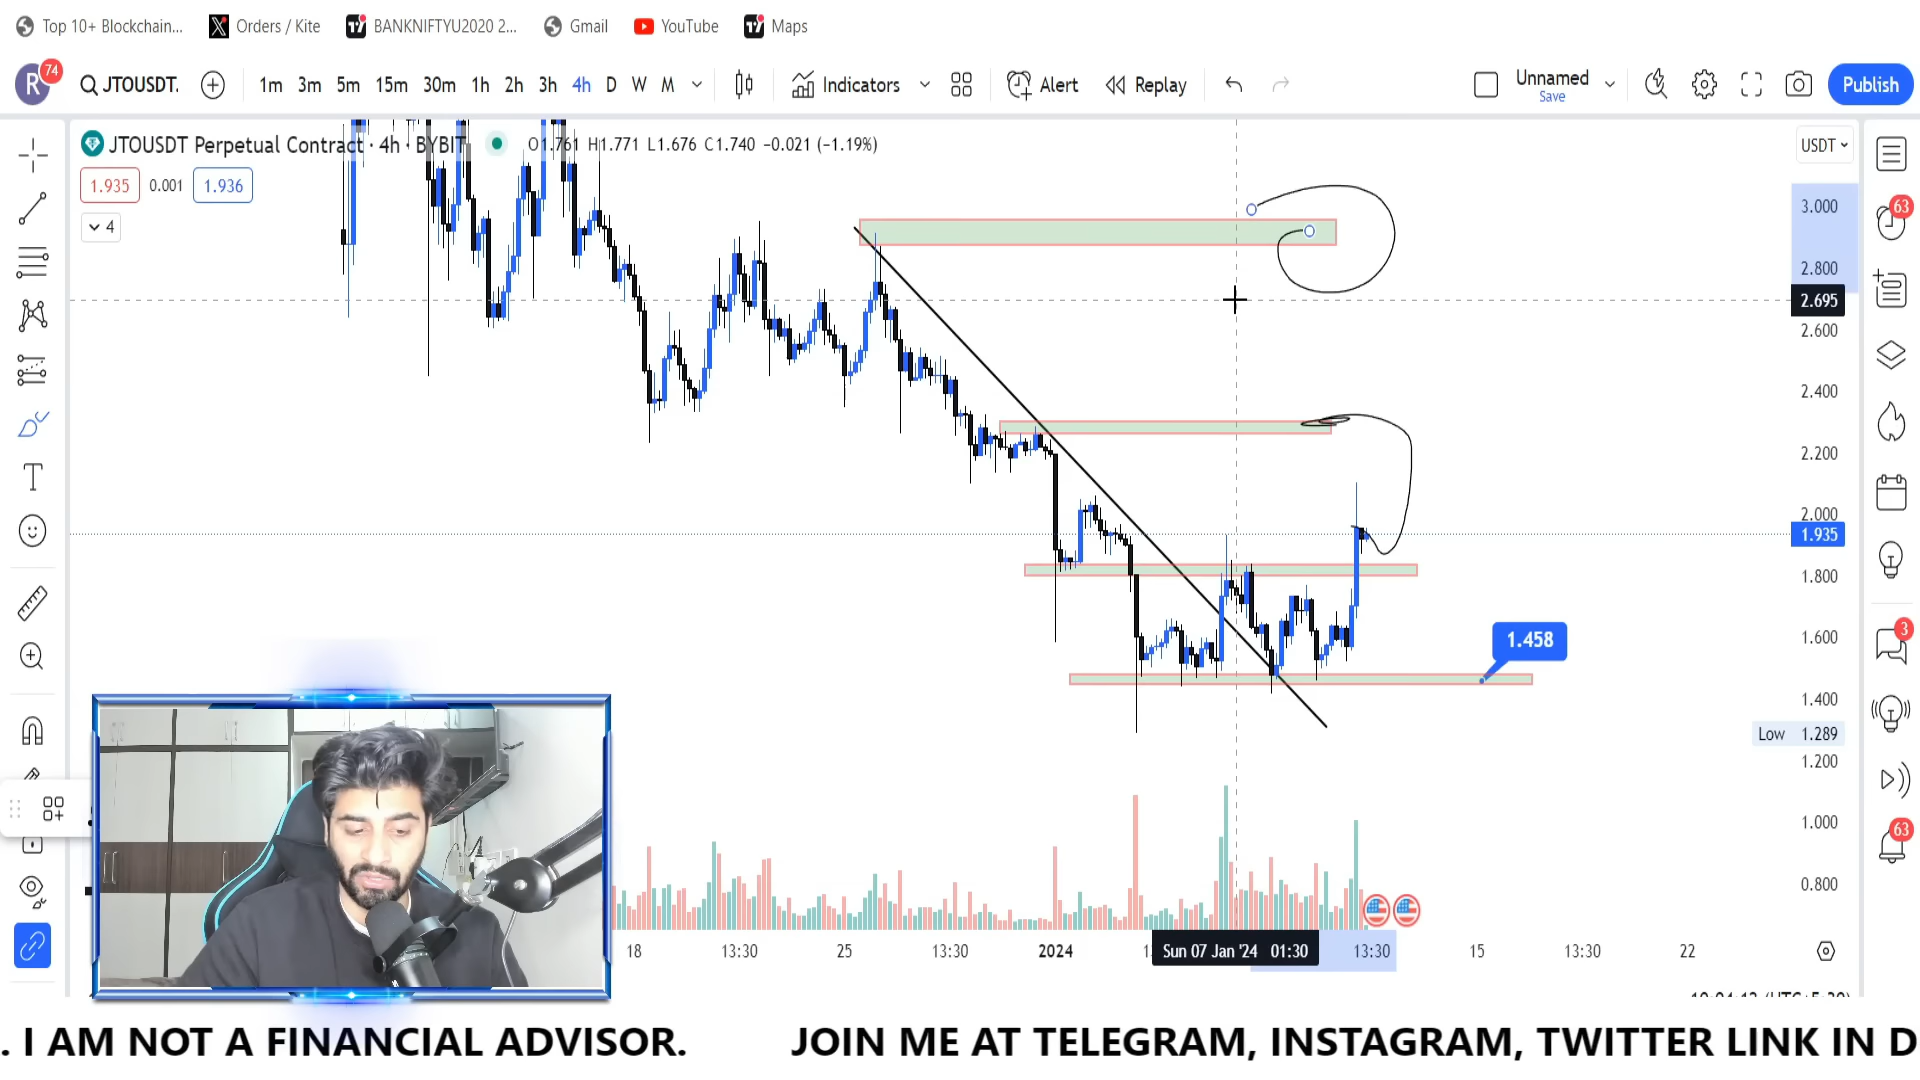 Top 10+ Blockchain... Orders / Kite BANKNIFTYU2020 2... Gmail YouTube Maps
R 74 JTOUSDT. 1m 3m 5m 15m 30m 1h 2h 3h 4h D W M Indicators Alert Replay Unnamed Save Publish
JTOUSDT Perpetual Contract · 4h · BYBIT O1.761 H1.771 L1.676 C1.740 −0.021 (−1.19%) USDT
1.935 0.001 1.936
4
3.000
63
2.800
2.695
2.600
2.400
2.200
2.000
1.935
1.800
1.600
3
1.458
1.400
Low 1.289
1.200
1.000
63
0.800
18 13:30 25 13:30 2024 Sun 07 Jan '24 01:30 13:30 15 13:30 22
. I AM NOT A FINANCIAL ADVISOR. JOIN ME AT TELEGRAM, INSTAGRAM, TWITTER LINK IN D